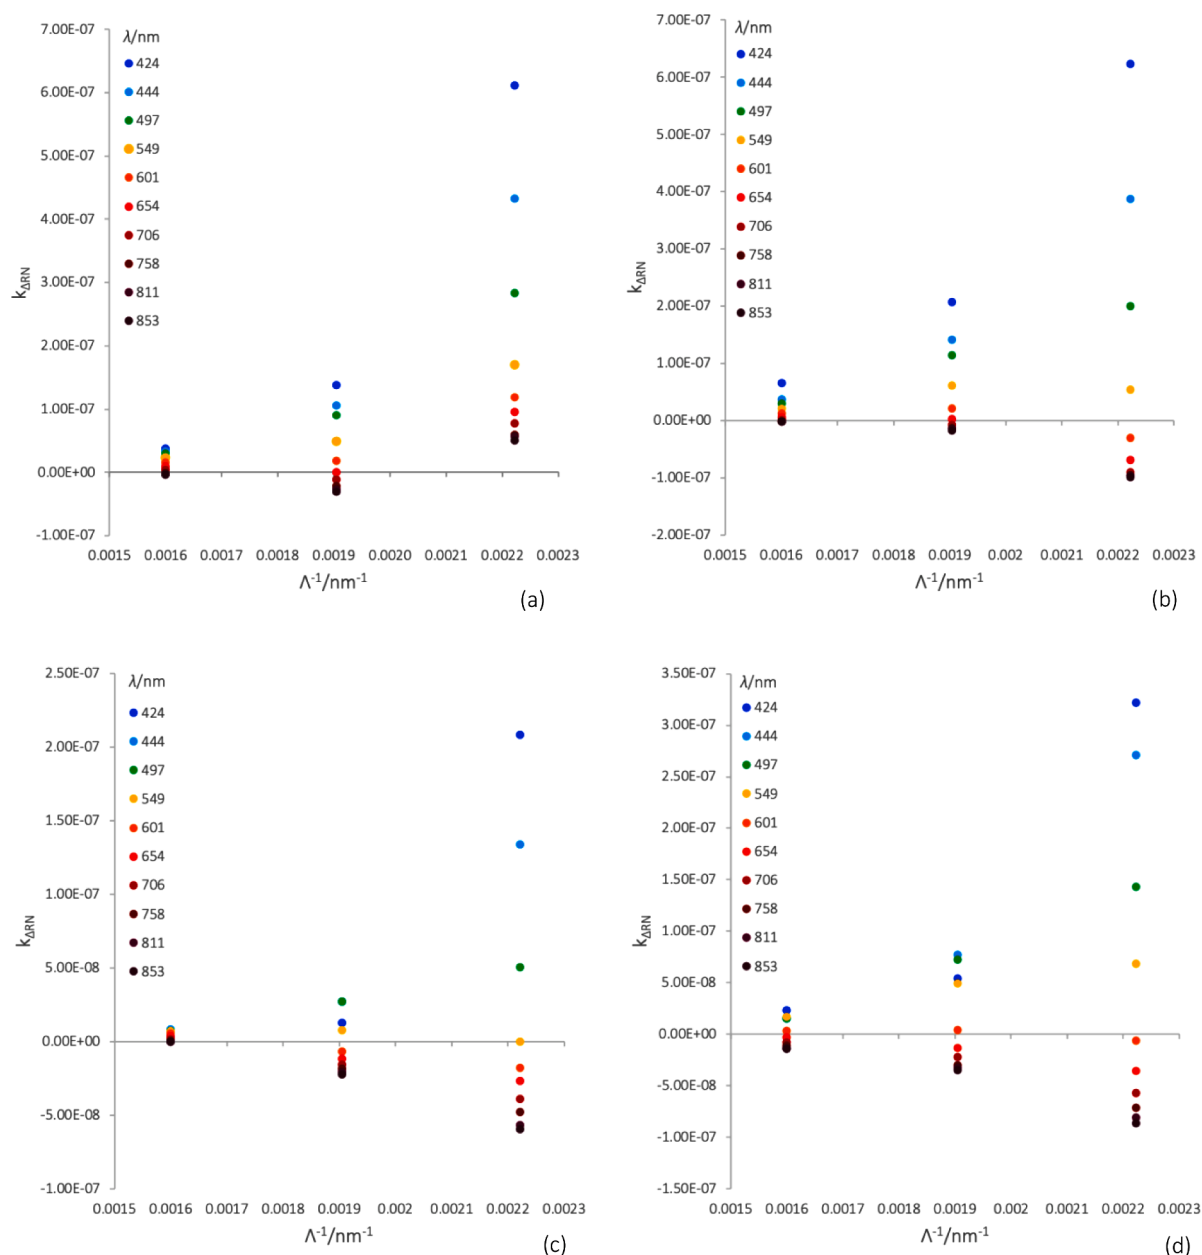 7.00E-07
6.00E-07
5.00E-07
4.00E-07
3.00E-07
2.00E-07
1.00E-07
0.00E+00
-1.00E-07
kΔRN
λ/nm
424
444
497
549
601
654
706
758
811
853
0.0015 0.0016 0.0017 0.0018 0.0019 0.0020 0.0021 0.0022 0.0023
Λ⁻¹/nm⁻¹
(a)
7.00E-07
6.00E-07
5.00E-07
4.00E-07
3.00E-07
2.00E-07
1.00E-07
0.00E+00
-1.00E-07
-2.00E-07
kΔRN
λ/nm
424
444
497
549
601
654
706
758
811
853
0.0015 0.0016 0.0017 0.0018 0.0019 0.002 0.0021 0.0022 0.0023
Λ⁻¹/nm⁻¹
(b)
2.50E-07
2.00E-07
1.50E-07
1.00E-07
5.00E-08
0.00E+00
-5.00E-08
-1.00E-07
kΔRN
λ/nm
424
444
497
549
601
654
706
758
811
853
0.0015 0.0016 0.0017 0.0018 0.0019 0.002 0.0021 0.0022 0.0023
Λ⁻¹/nm⁻¹
(c)
3.50E-07
3.00E-07
2.50E-07
2.00E-07
1.50E-07
1.00E-07
5.00E-08
0.00E+00
-5.00E-08
-1.00E-07
-1.50E-07
kΔRN
λ/nm
424
444
497
549
601
654
706
758
811
853
0.0015 0.0016 0.0017 0.0018 0.0019 0.002 0.0021 0.0022 0.0023
Λ⁻¹/nm⁻¹
(d)